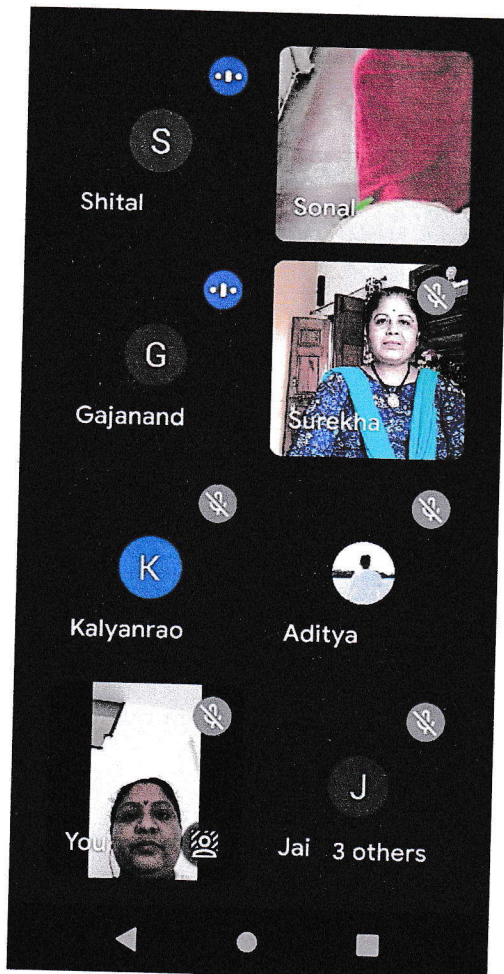 S
Shital
Sonal
G
Gajanand
Surekha
K
Kalyanrao
Aditya
You
J
Jai 3 others